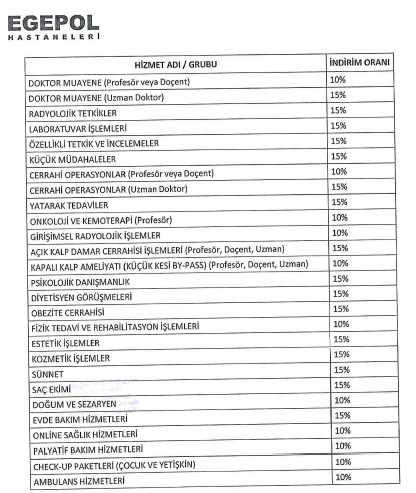 EGEPOL
HASTANELERİ
HİZMET ADI / GRUBU İNDİRİM ORANI
DOKTOR MUAYENE (Profesör veya Doçent) 10%
DOKTOR MUAYENE (Uzman Doktor) 15%
RADYOLOJİK TETKİKLER 15%
LABORATUVAR İŞLEMLERİ 15%
ÖZELLİKLİ TETKİK VE İNCELEMELER 15%
KÜÇÜK MÜDAHALELER 15%
CERRAHİ OPERASYONLAR (Profesör veya Doçent) 10%
CERRAHİ OPERASYONLAR (Uzman Doktor) 15%
YATARAK TEDAVİLER 15%
ONKOLOJİ VE KEMOTERAPİ (Profesör) 10%
GİRİŞİMSEL RADYOLOJİK İŞLEMLER 10%
AÇIK KALP DAMAR CERRAHİSİ İŞLEMLERİ (Profesör, Doçent, Uzman) 15%
KAPALI KALP AMELİYATI (KÜÇÜK KESİ BY-PASS) (Profesör, Doçent, Uzman) 10%
PSİKOLOJİK DANIŞMANLIK 15%
DİYETİSYEN GÖRÜŞMELERİ 15%
OBEZİTE CERRAHİSİ 15%
FİZİK TEDAVİ VE REHABİLİTASYON İŞLEMLERİ 10%
ESTETİK İŞLEMLER 15%
KOZMETİK İŞLEMLER 15%
SÜNNET 15%
SAÇ EKİMİ 15%
DOĞUM VE SEZARYEN 10%
EVDE BAKIM HİZMETLERİ 15%
ONLINE SAĞLIK HİZMETLERİ 10%
PALYATİF BAKIM HİZMETLERİ 10%
CHECK-UP PAKETLERİ (ÇOCUK VE YETİŞKİN) 10%
AMBULANS HİZMETLERİ 10%